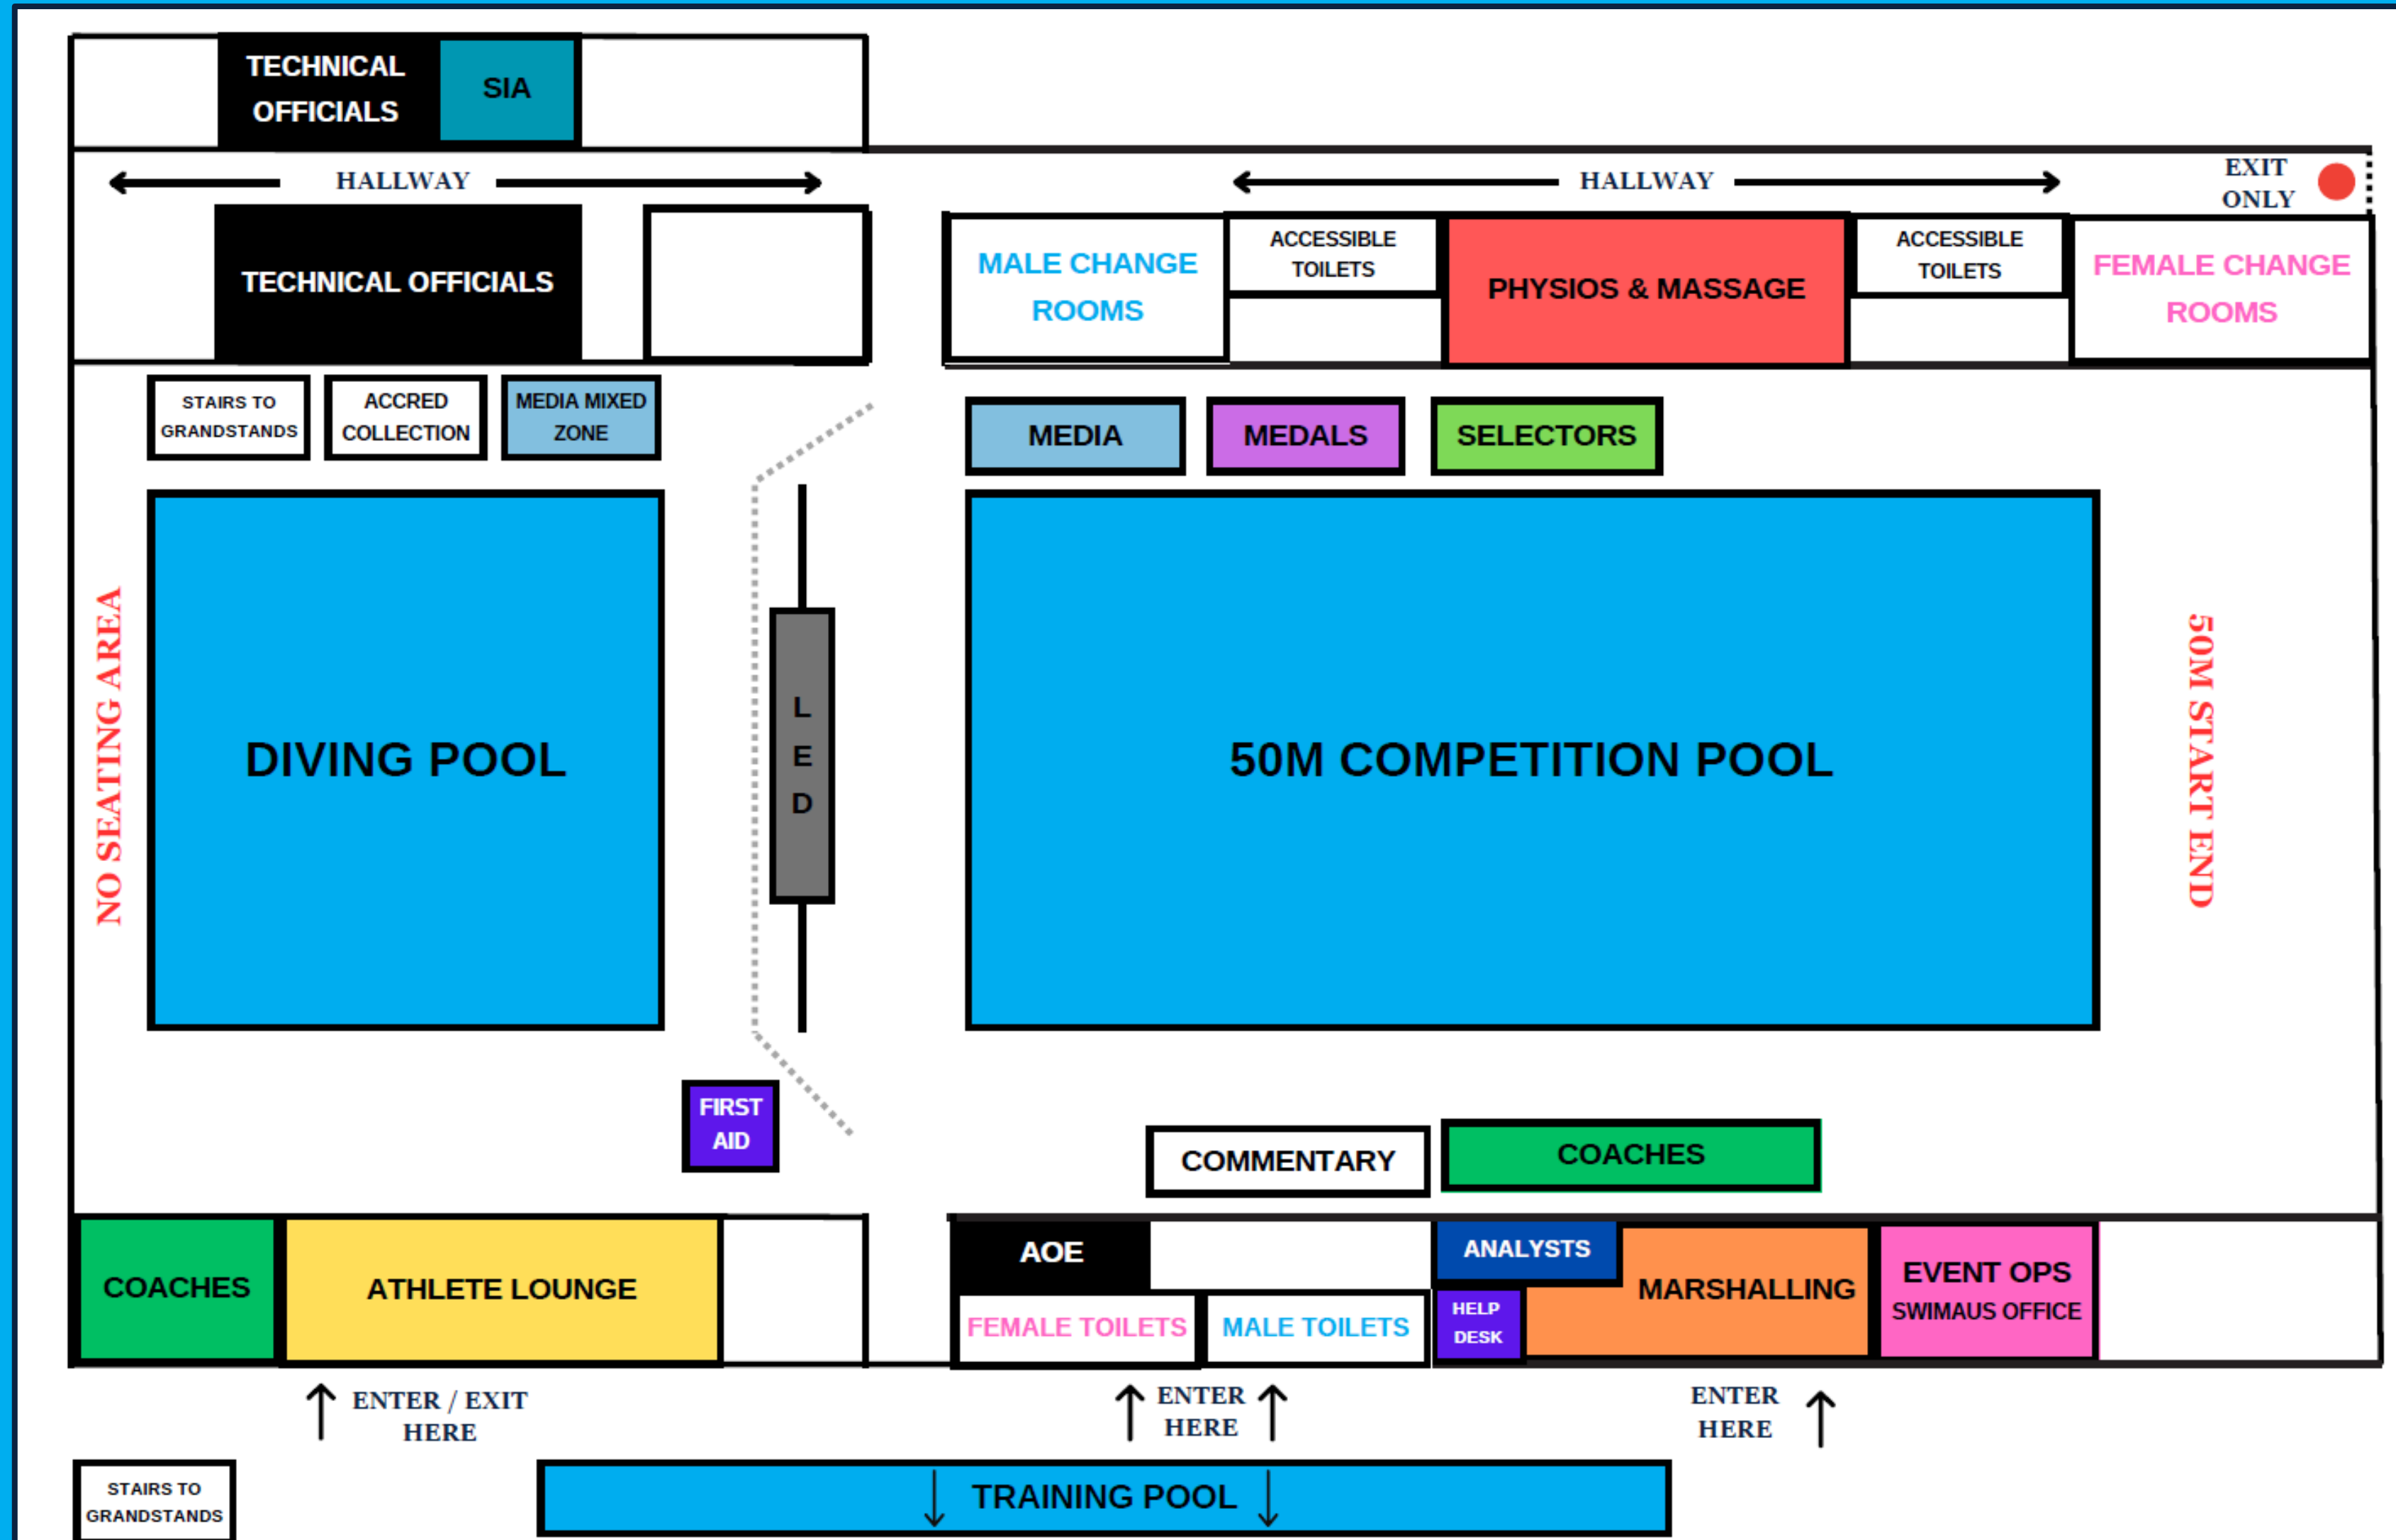 TECHNICAL
OFFICIALS
SIA
HALLWAY
HALLWAY
EXIT
ONLY
TECHNICAL OFFICIALS
MALE CHANGE
ROOMS
ACCESSIBLE
TOILETS
PHYSIOS & MASSAGE
ACCESSIBLE
TOILETS
FEMALE CHANGE
ROOMS
STAIRS TO
GRANDSTANDS
ACCRED
COLLECTION
MEDIA MIXED
ZONE
MEDIA
MEDALS
SELECTORS
NO SEATING AREA
DIVING POOL
L
E
D
50M COMPETITION POOL
50M START END
FIRST
AID
COMMENTARY
COACHES
COACHES
ATHLETE LOUNGE
AOE
FEMALE TOILETS
MALE TOILETS
ANALYSTS
HELP
DESK
MARSHALLING
EVENT OPS
SWIMAUS OFFICE
ENTER / EXIT
HERE
ENTER
HERE
ENTER
HERE
STAIRS TO
GRANDSTANDS
TRAINING POOL